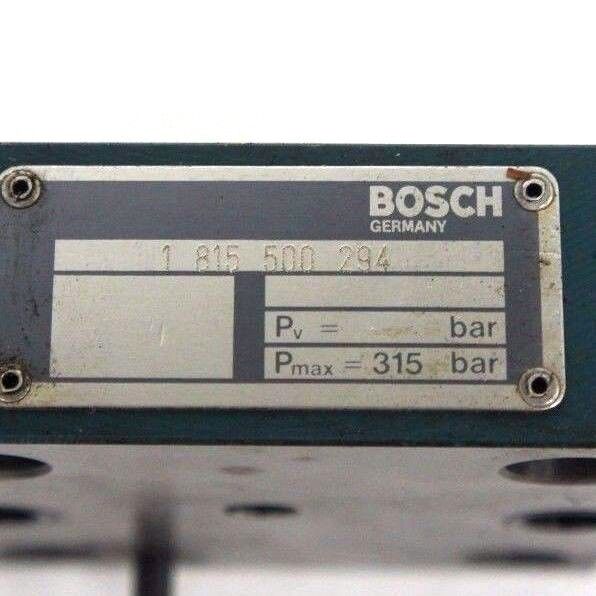 BOSCH
GERMANY
1 815 500 294
Pv = bar
Pmax = 315 bar